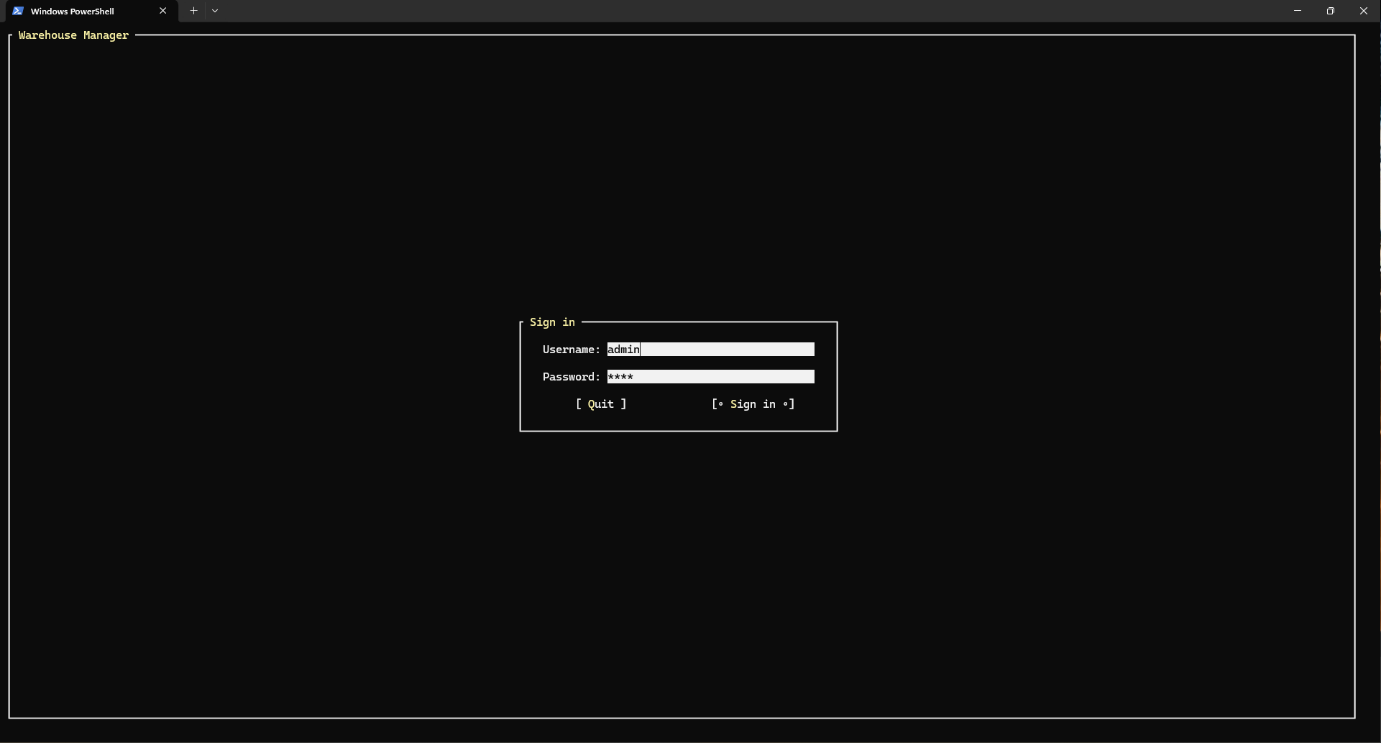 Windows PowerShell
Warehouse Manager
Sign in
Username: admin
Password: ****
[ Quit ] [∘ Sign in ∘]